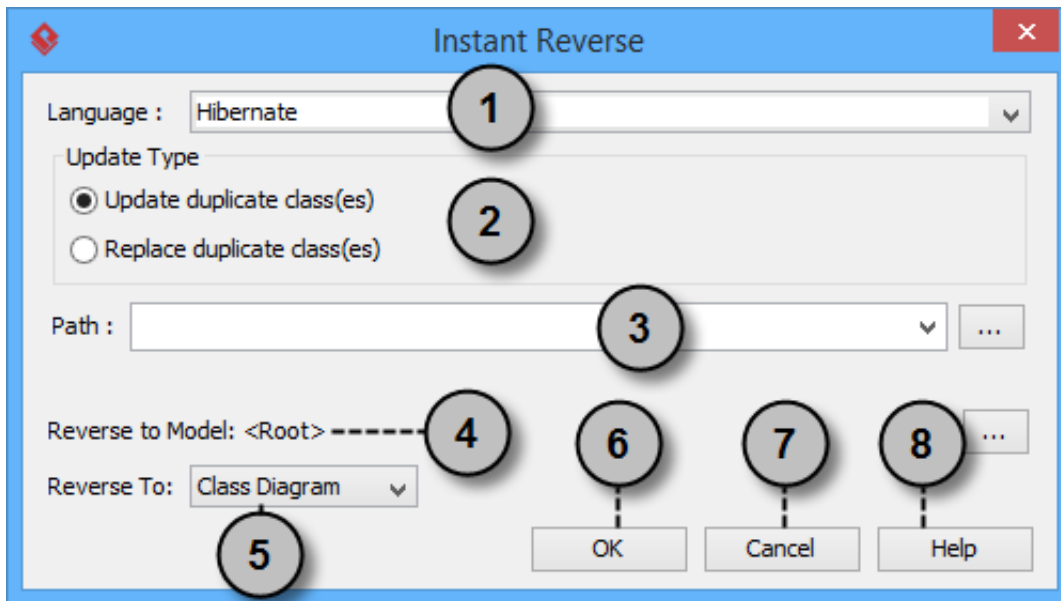 Instant Reverse
Language : Hibernate 1
Update Type
Update duplicate class(es)
2
Replace duplicate class(es)
Path : 3 ...
Reverse to Model: <Root> 4 6 7 8 ...
Reverse To: Class Diagram
5 OK Cancel Help